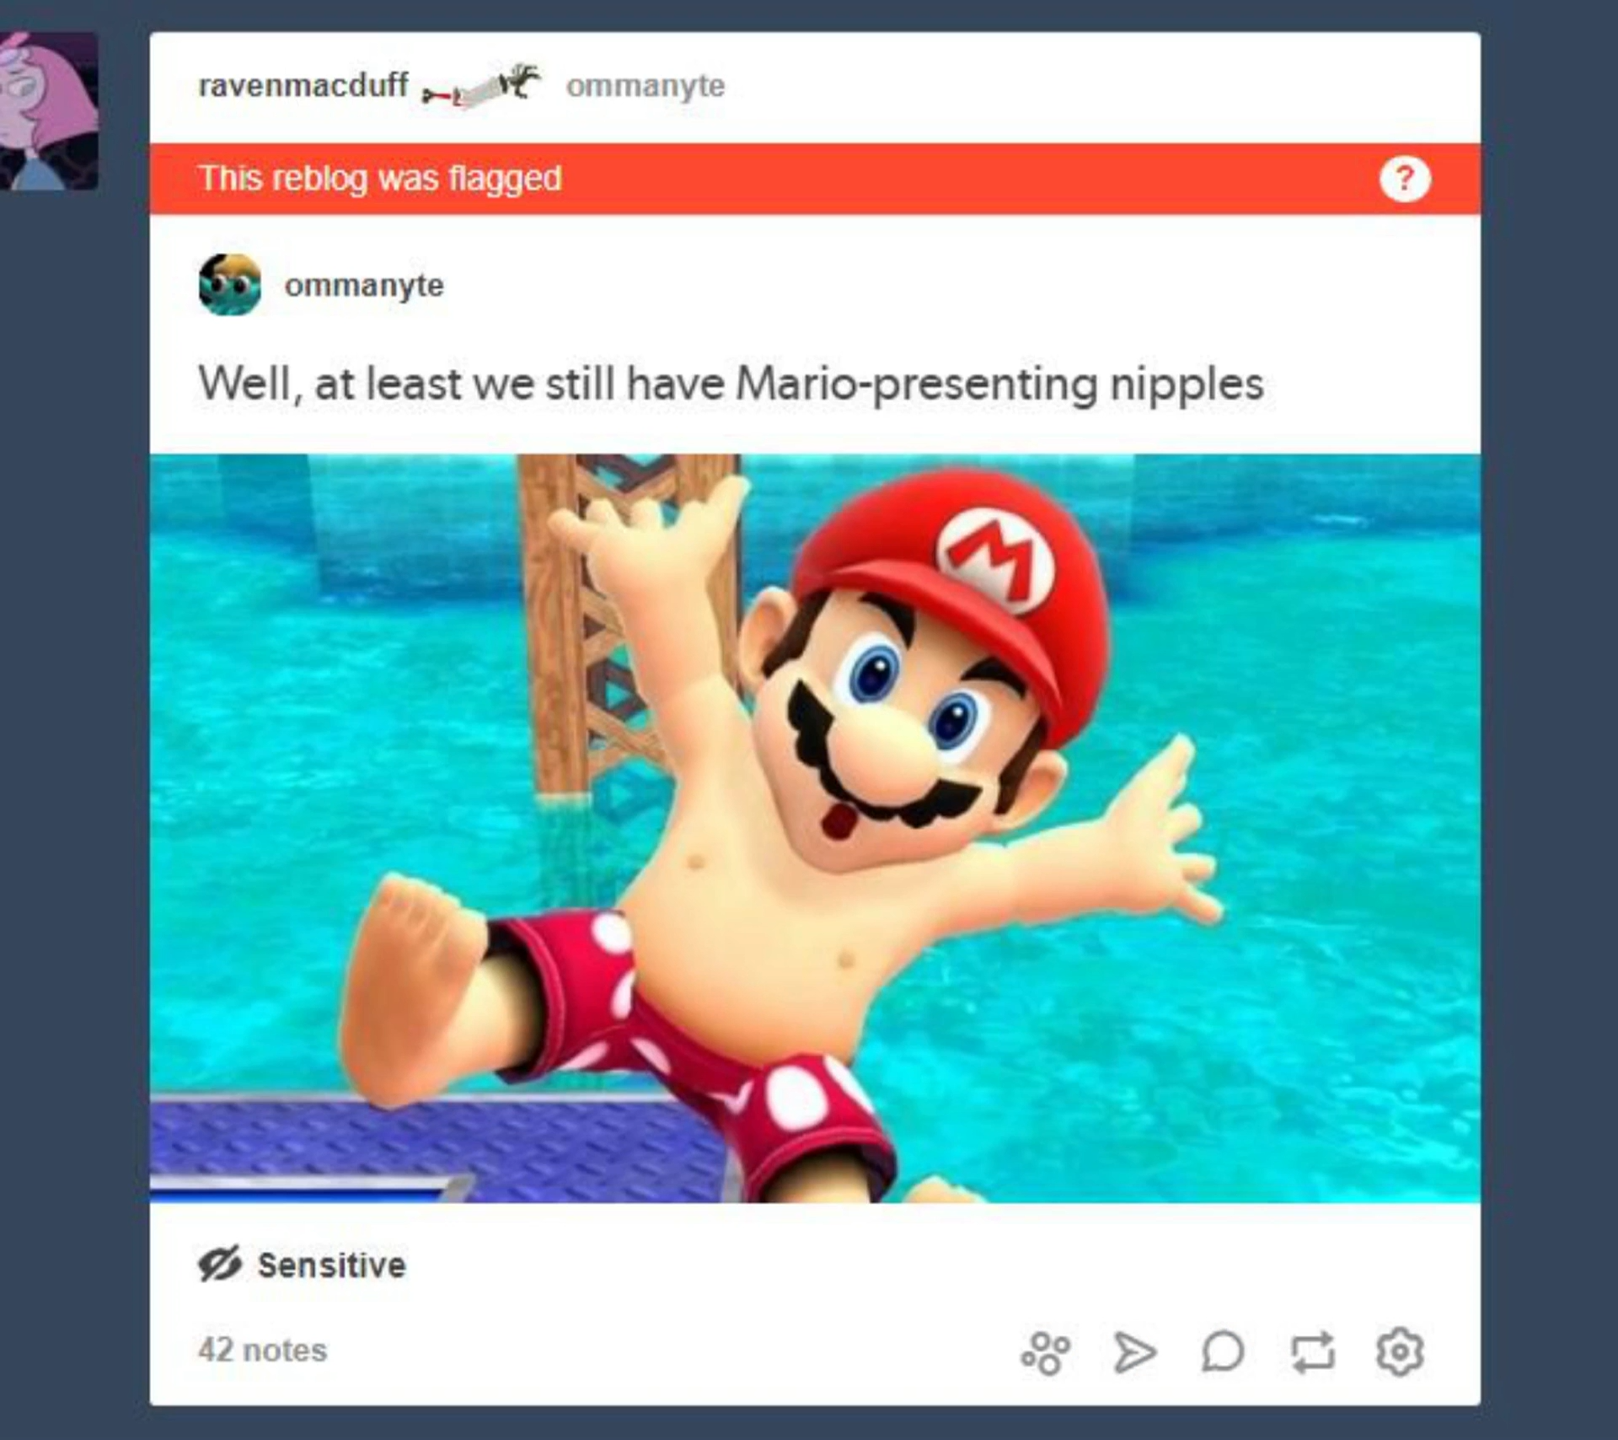 ravenmacduff ommanyte
This reblog was flagged ?
ommanyte
Well, at least we still have Mario-presenting nipples
M
Sensitive
42 notes